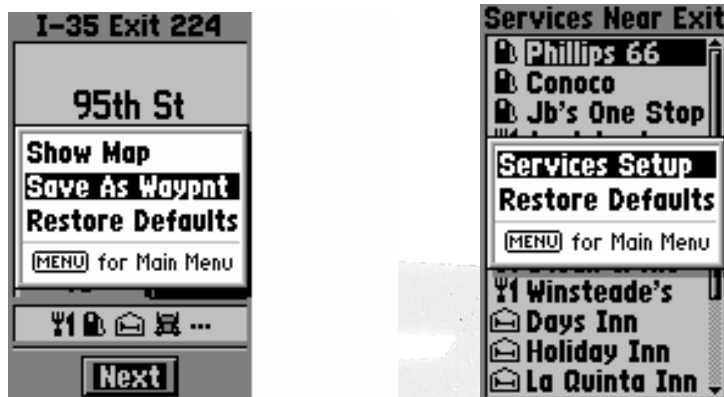 I-35 Exit 224
95th St
Show Map
Save As Waypnt
Restore Defaults
MENU for Main Menu
Next
Services Near Exit
Phillips 66
Conoco
Jb's One Stop
Services Setup
Restore Defaults
MENU for Main Menu
Winsteade's
Days Inn
Holiday Inn
La Quinta Inn